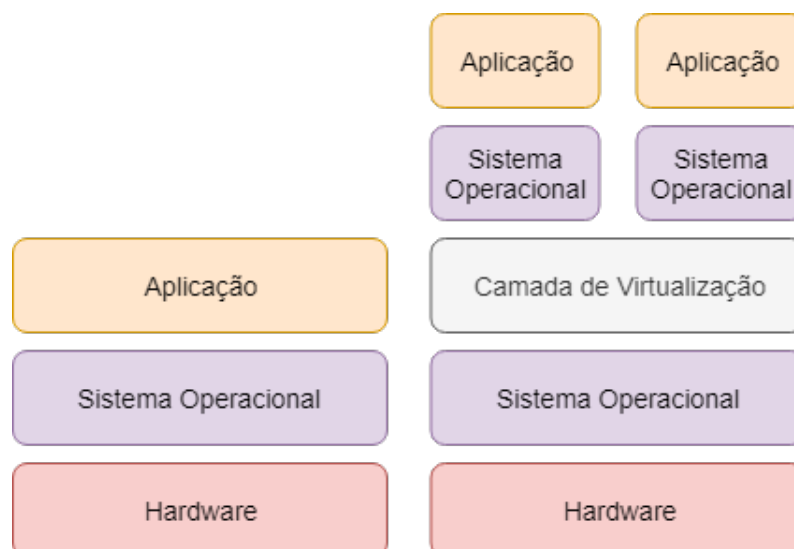 Aplicação
Aplicação
Sistema
Operacional
Sistema
Operacional
Aplicação
Camada de Virtualização
Sistema Operacional
Sistema Operacional
Hardware
Hardware